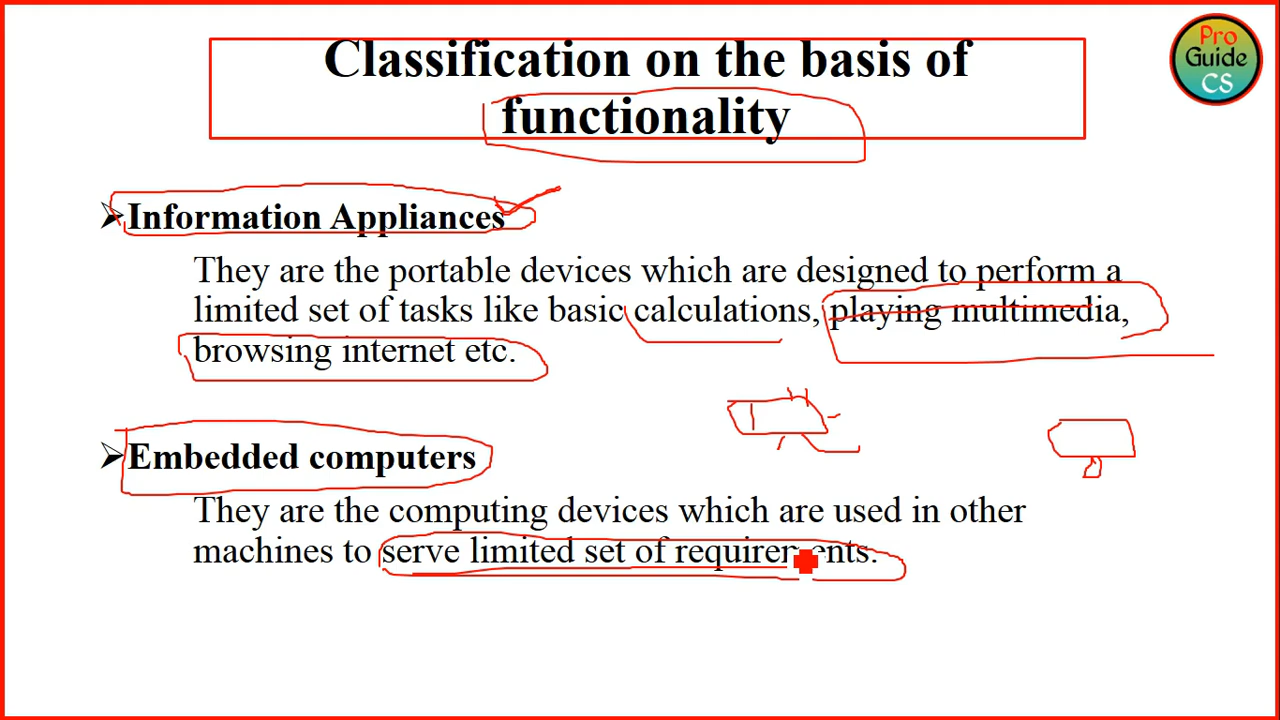 Pro
Guide
CS
Classification on the basis of
functionality
➢Information Appliances
They are the portable devices which are designed to perform a
limited set of tasks like basic calculations, playing multimedia,
browsing internet etc.
➢Embedded computers
They are the computing devices which are used in other
machines to serve limited set of requirements.